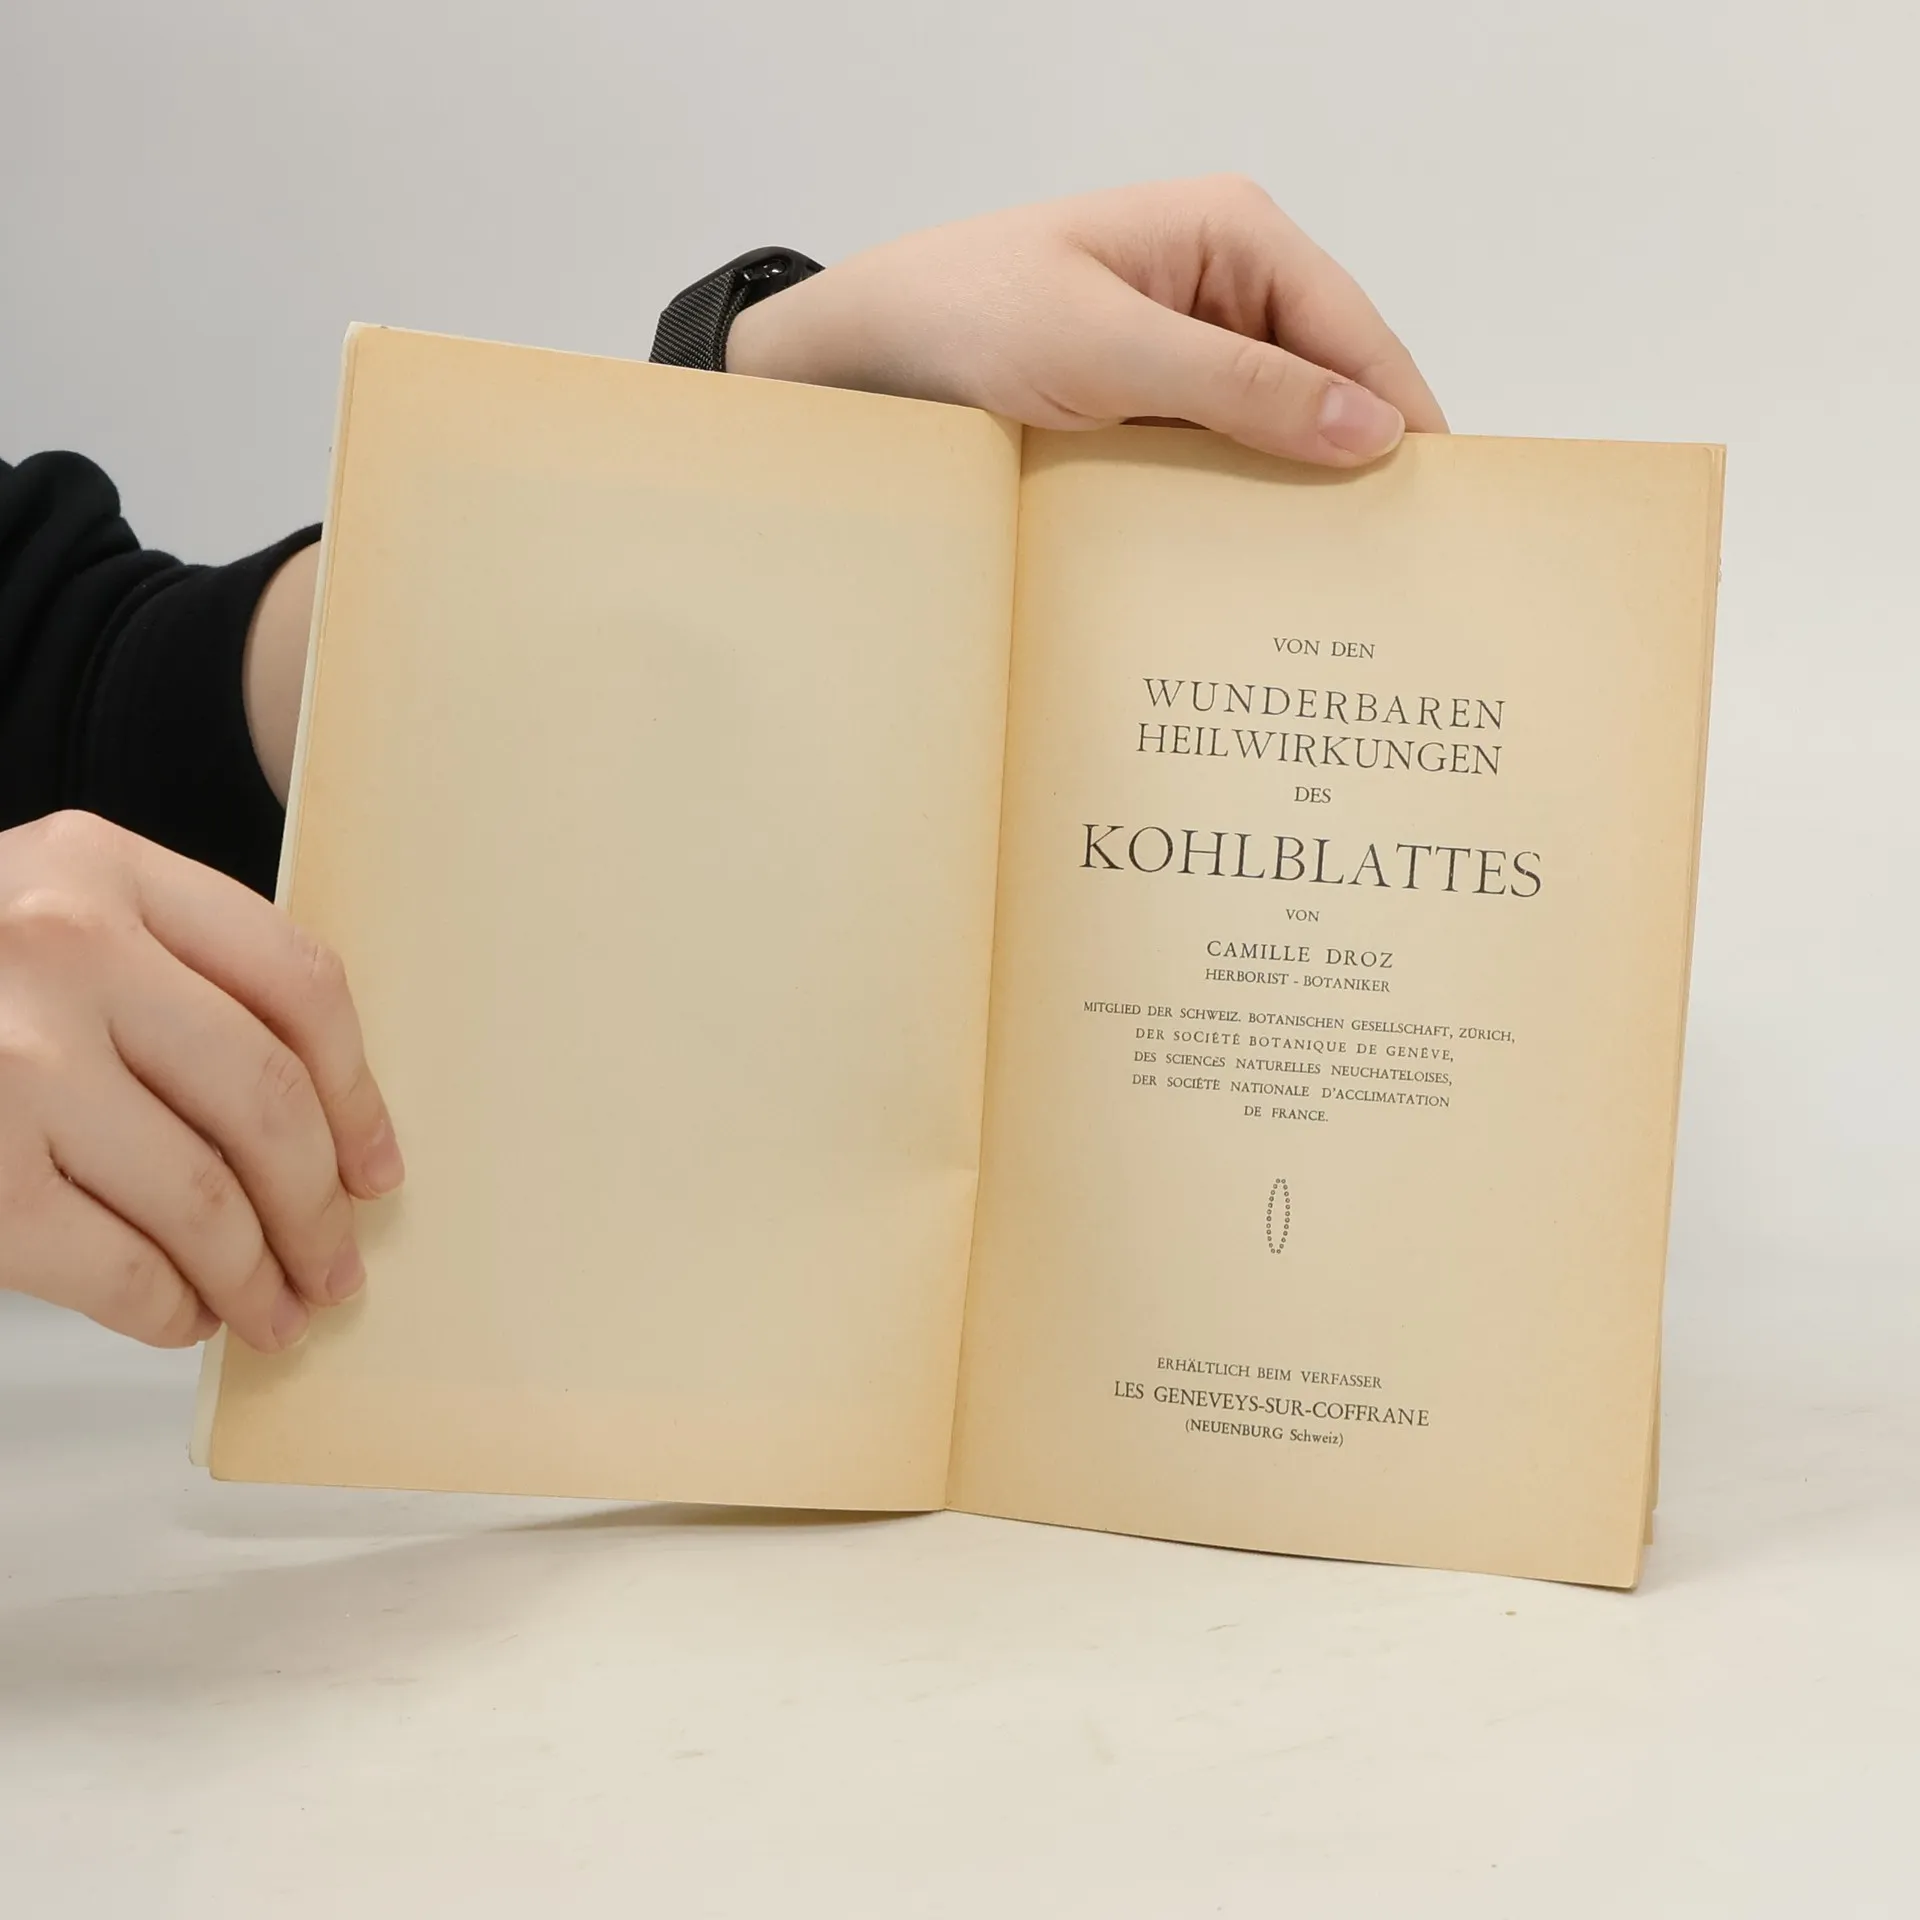 VON DEN
WUNDERBAREN
HEILWIRKUNGEN
DES
KOHLBLATTES
VON
CAMILLE DROZ
HERBORIST - BOTANIKER
MITGLIED DER SCHWEIZ. BOTANISCHEN GESELLSCHAFT, ZÜRICH,
DER SOCIÉTÉ BOTANIQUE DE GENÈVE,
DES SCIENCES NATURELLES NEUCHATELOISES,
DER SOCIÉTÉ NATIONALE D'ACCLIMATATION
DE FRANCE.
ERHÄLTLICH BEIM VERFASSER
LES GENEVEYS-SUR-COFFRANE
(NEUENBURG Schweiz)